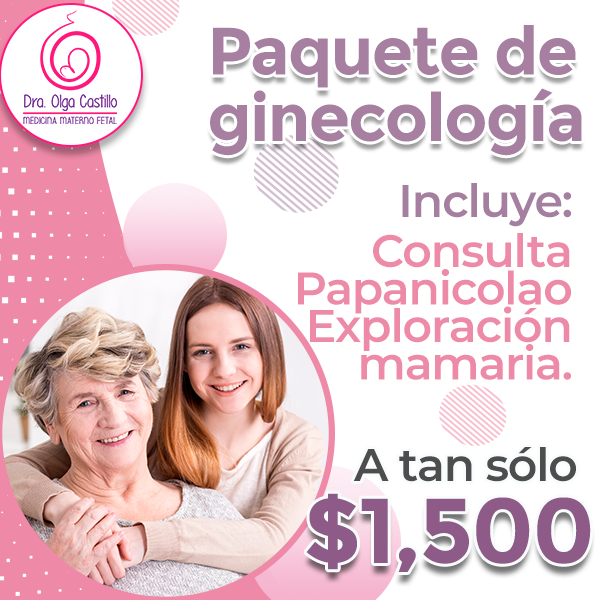 Dra. Olga Castillo
MEDICINA MATERNO FETAL
Paquete de
ginecología
Incluye:
Consulta
Papanicolao
Exploración
mamaria.
A tan sólo
$1,500